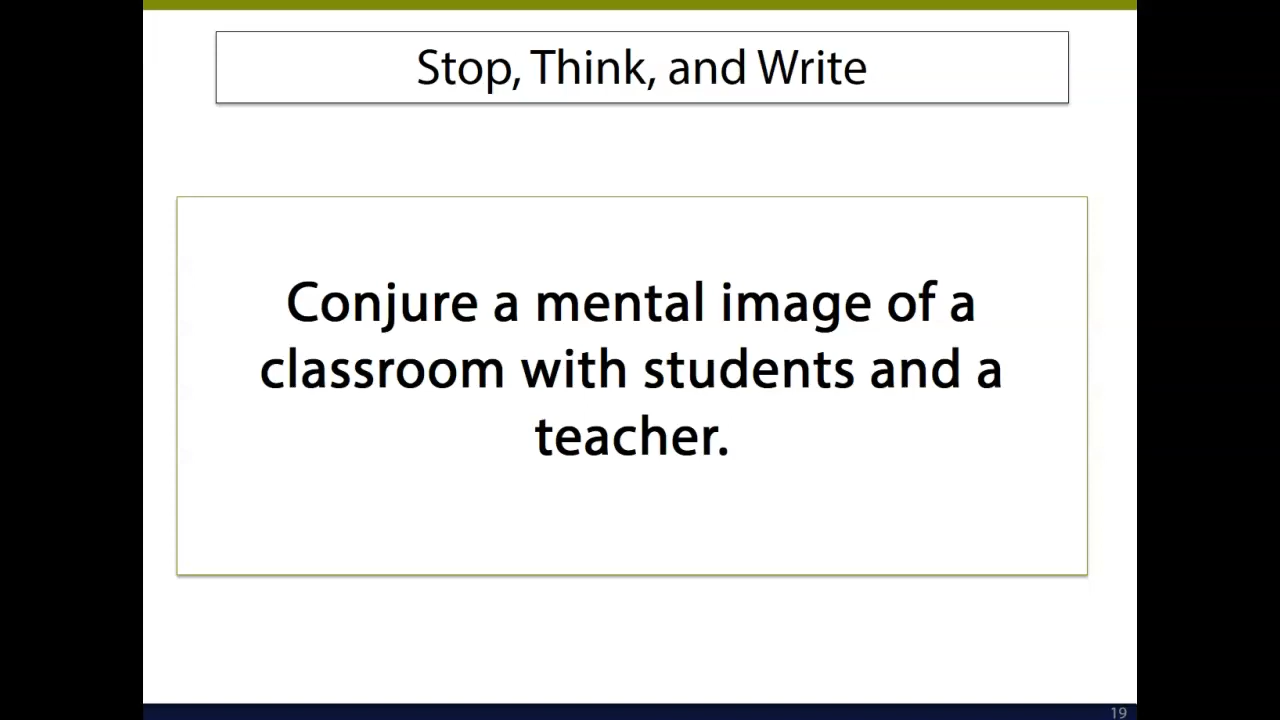 Stop, Think, and Write
Conjure a mental image of a
classroom with students and a
teacher.
19